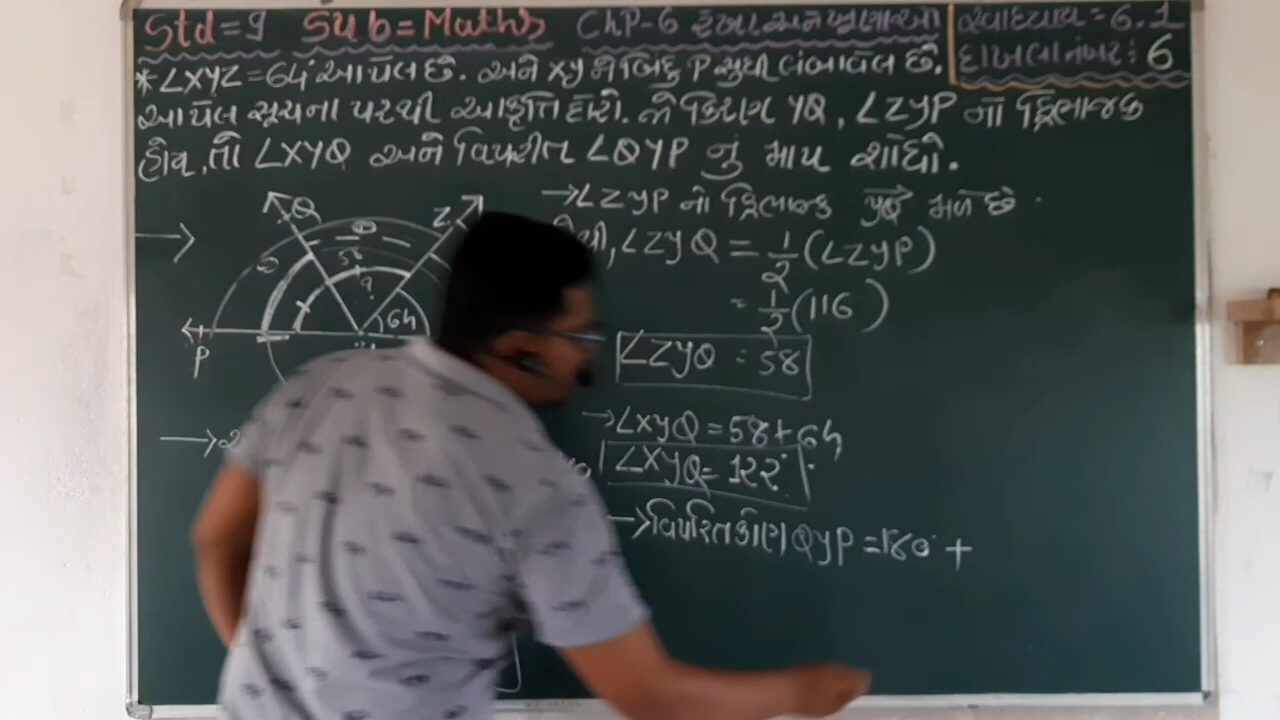 Std=9 Sub=Maths ChP-6 રેખાઓ અને ખૂણાઓ
સ્વાધ્યાય = 6.1
દાખલા નંબર: 6
* ∠XYZ = 64° આપેલ છે. અને XY ને બિંદુ P સુધી લંબાવેલ છે.
આપેલ સૂચના પરથી આકૃતિ દોરો. જો કિરણ YQ, ∠ZYP નો દ્વિભાજક
હોય, તો ∠XYQ અને વિપરીત ∠QYP નું માપ શોધો.
→ ∠ZYP નો દ્વિભાજક YQ મળે છે.
∠ZYQ = 1/2 (∠ZYP)
= 1/2 (116)
∠ZYQ = 58
→ ∠XYQ = 58 + 64
∠XYQ = 122°
→ વિપરિતકોણ QYP = 180° +
Q Z
58
64
P